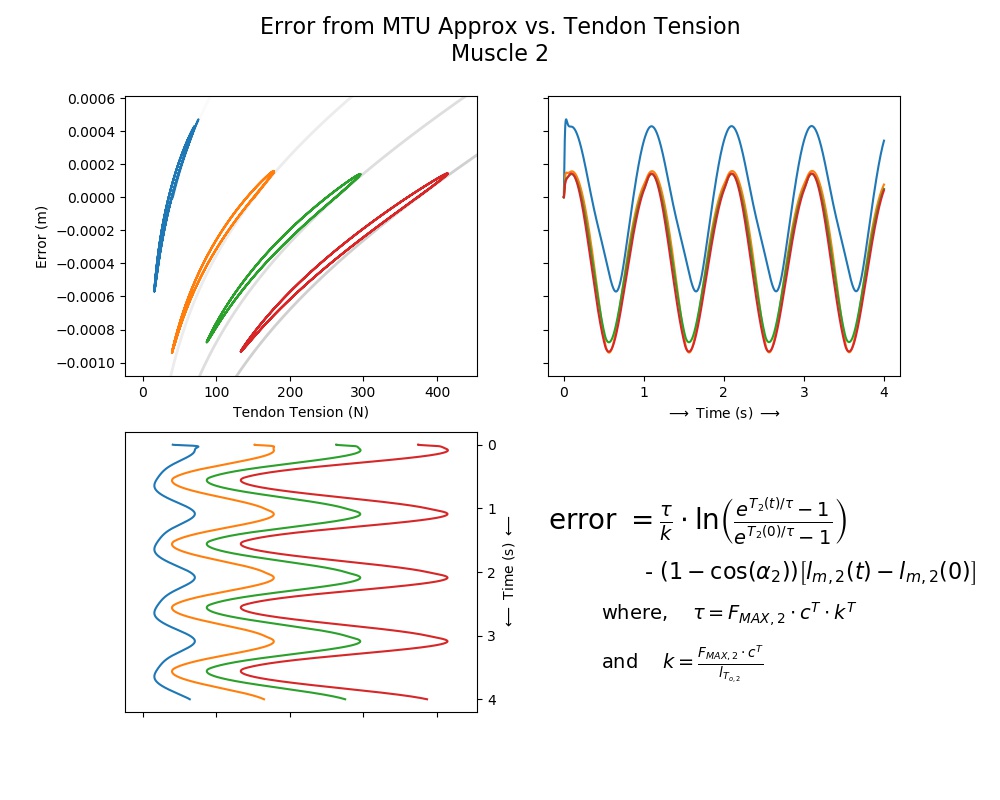 Error from MTU Approx vs. Tendon Tension
Muscle 2
0.0006
0.0004
0.0002
0.0000
−0.0002
−0.0004
−0.0006
−0.0008
−0.0010
Error (m)
0 100 200 300 400
Tendon Tension (N)
0 1 2 3 4
⟶ Time (s) ⟶
0
1
2
3
4
⟵ Time (s) ⟵
error = τ/k · ln((e^{T₂(t)/τ} − 1)/(e^{T₂(0)/τ} − 1))
- (1 − cos(α₂))[l_{m,2}(t) − l_{m,2}(0)]
where, τ = F_{MAX,2} · c^T · k^T
and k = F_{MAX,2} · c^T / l_{T_{o,2}}